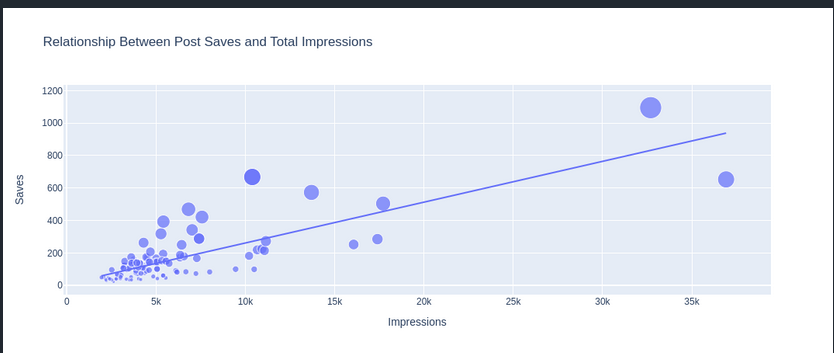 Relationship Between Post Saves and Total Impressions
1200
1000
800
600
400
200
0
Saves
0 5k 10k 15k 20k 25k 30k 35k
Impressions